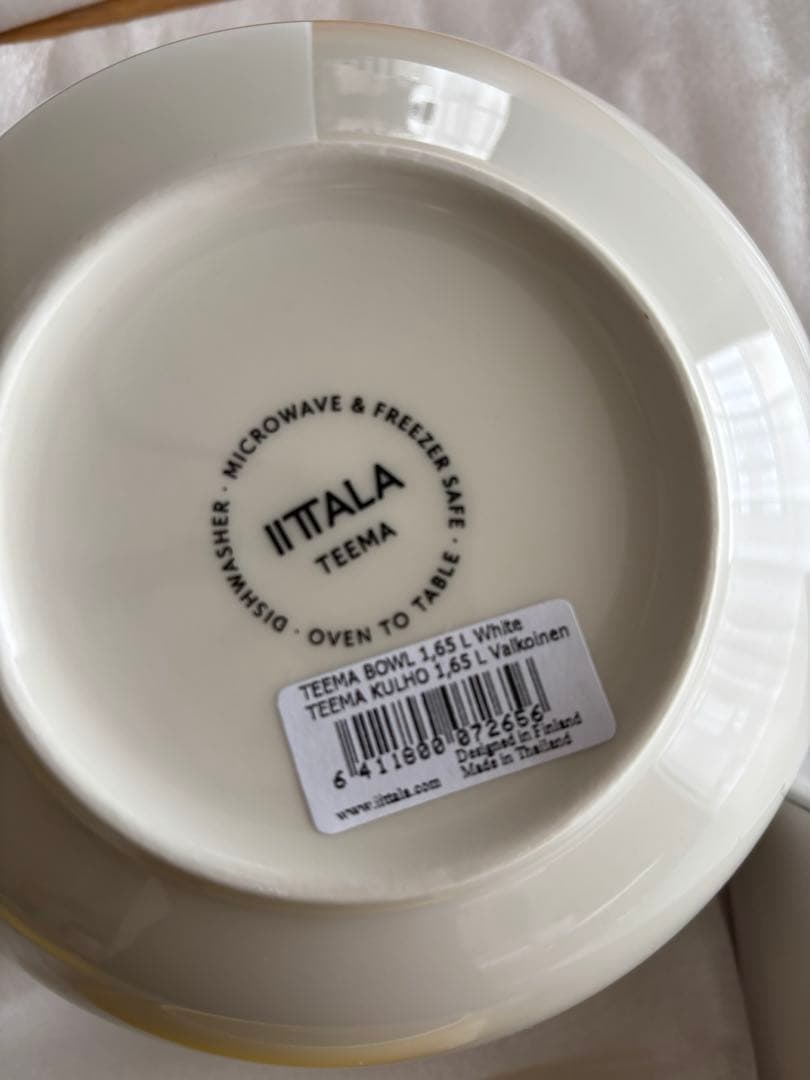 DISHWASHER · MICROWAVE & FREEZER SAFE · OVEN TO TABLE ·
IITTALA
TEEMA
TEEMA BOWL 1,65 L White
TEEMA KULHO 1,65 L Valkoinen
6 411800 072656
Designed in Finland
Made in Thailand
www.iittala.com